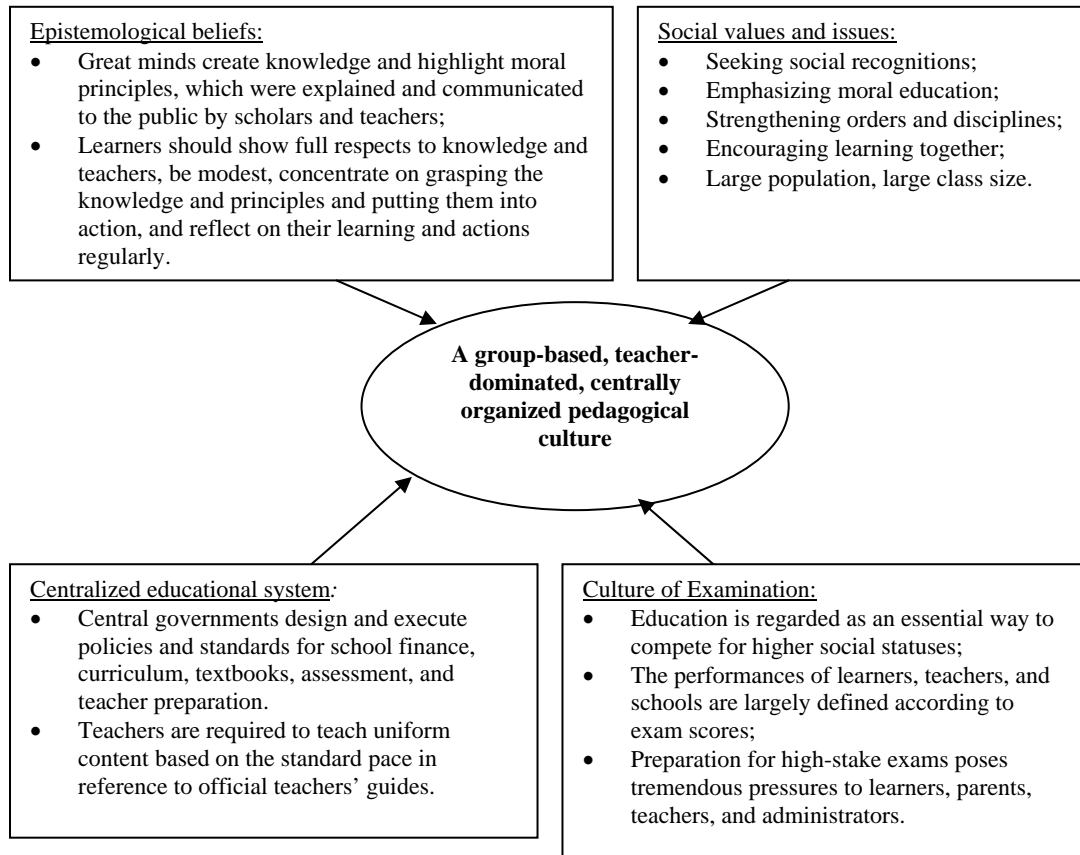 Epistemological beliefs:
• Great minds create knowledge and highlight moral
principles, which were explained and communicated
to the public by scholars and teachers;
• Learners should show full respects to knowledge and
teachers, be modest, concentrate on grasping the
knowledge and principles and putting them into
action, and reflect on their learning and actions
regularly.
Social values and issues:
• Seeking social recognitions;
• Emphasizing moral education;
• Strengthening orders and disciplines;
• Encouraging learning together;
• Large population, large class size.
A group-based, teacher-
dominated, centrally
organized pedagogical
culture
Centralized educational system:
• Central governments design and execute
policies and standards for school finance,
curriculum, textbooks, assessment, and
teacher preparation.
• Teachers are required to teach uniform
content based on the standard pace in
reference to official teachers’ guides.
Culture of Examination:
• Education is regarded as an essential way to
compete for higher social statuses;
• The performances of learners, teachers, and
schools are largely defined according to
exam scores;
• Preparation for high-stake exams poses
tremendous pressures to learners, parents,
teachers, and administrators.